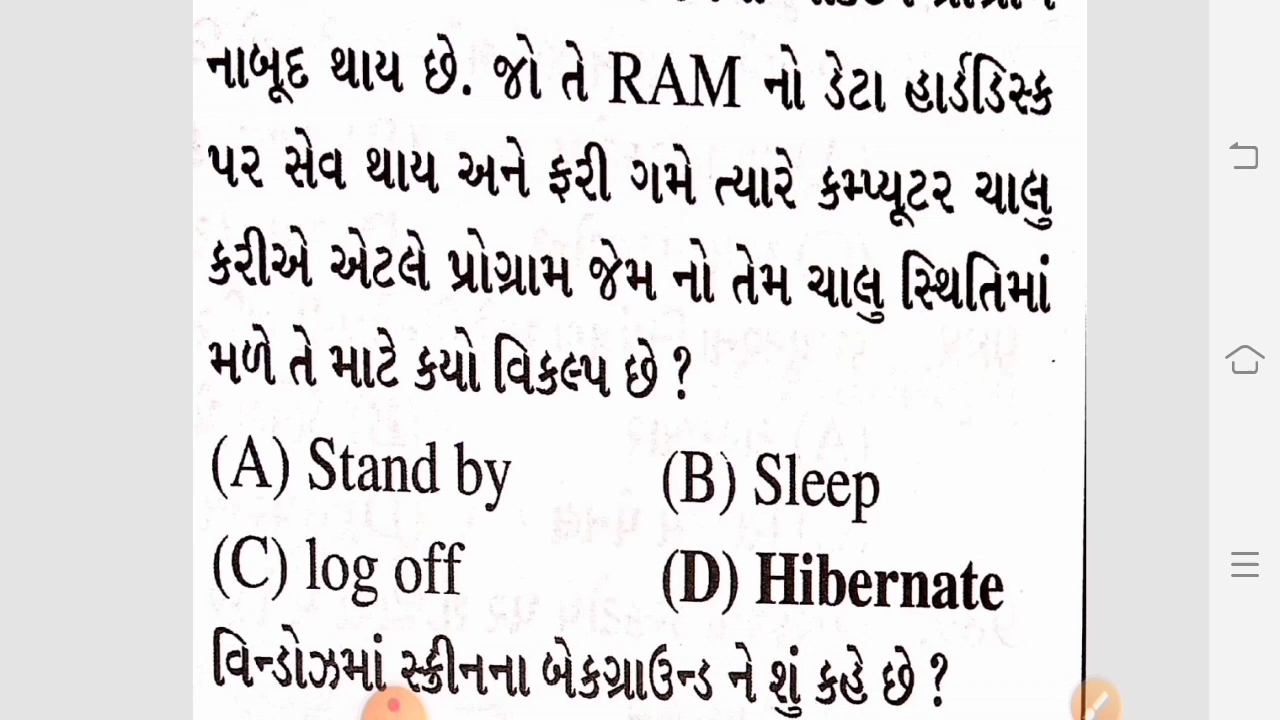 નાબૂદ થાય છે. જો તે RAM નો ડેટા હાર્ડડિસ્ક
પર સેવ થાય અને ફરી ગમે ત્યારે કમ્પ્યૂટર ચાલુ
કરીએ એટલે પ્રોગ્રામ જેમ નો તેમ ચાલુ સ્થિતિમાં
મળે તે માટે કયો વિકલ્પ છે ?
(A) Stand by (B) Sleep
(C) log off (D) Hibernate
વિન્ડોઝમાં સ્ક્રીનના બેકગ્રાઉન્ડ ને શું કહે છે ?